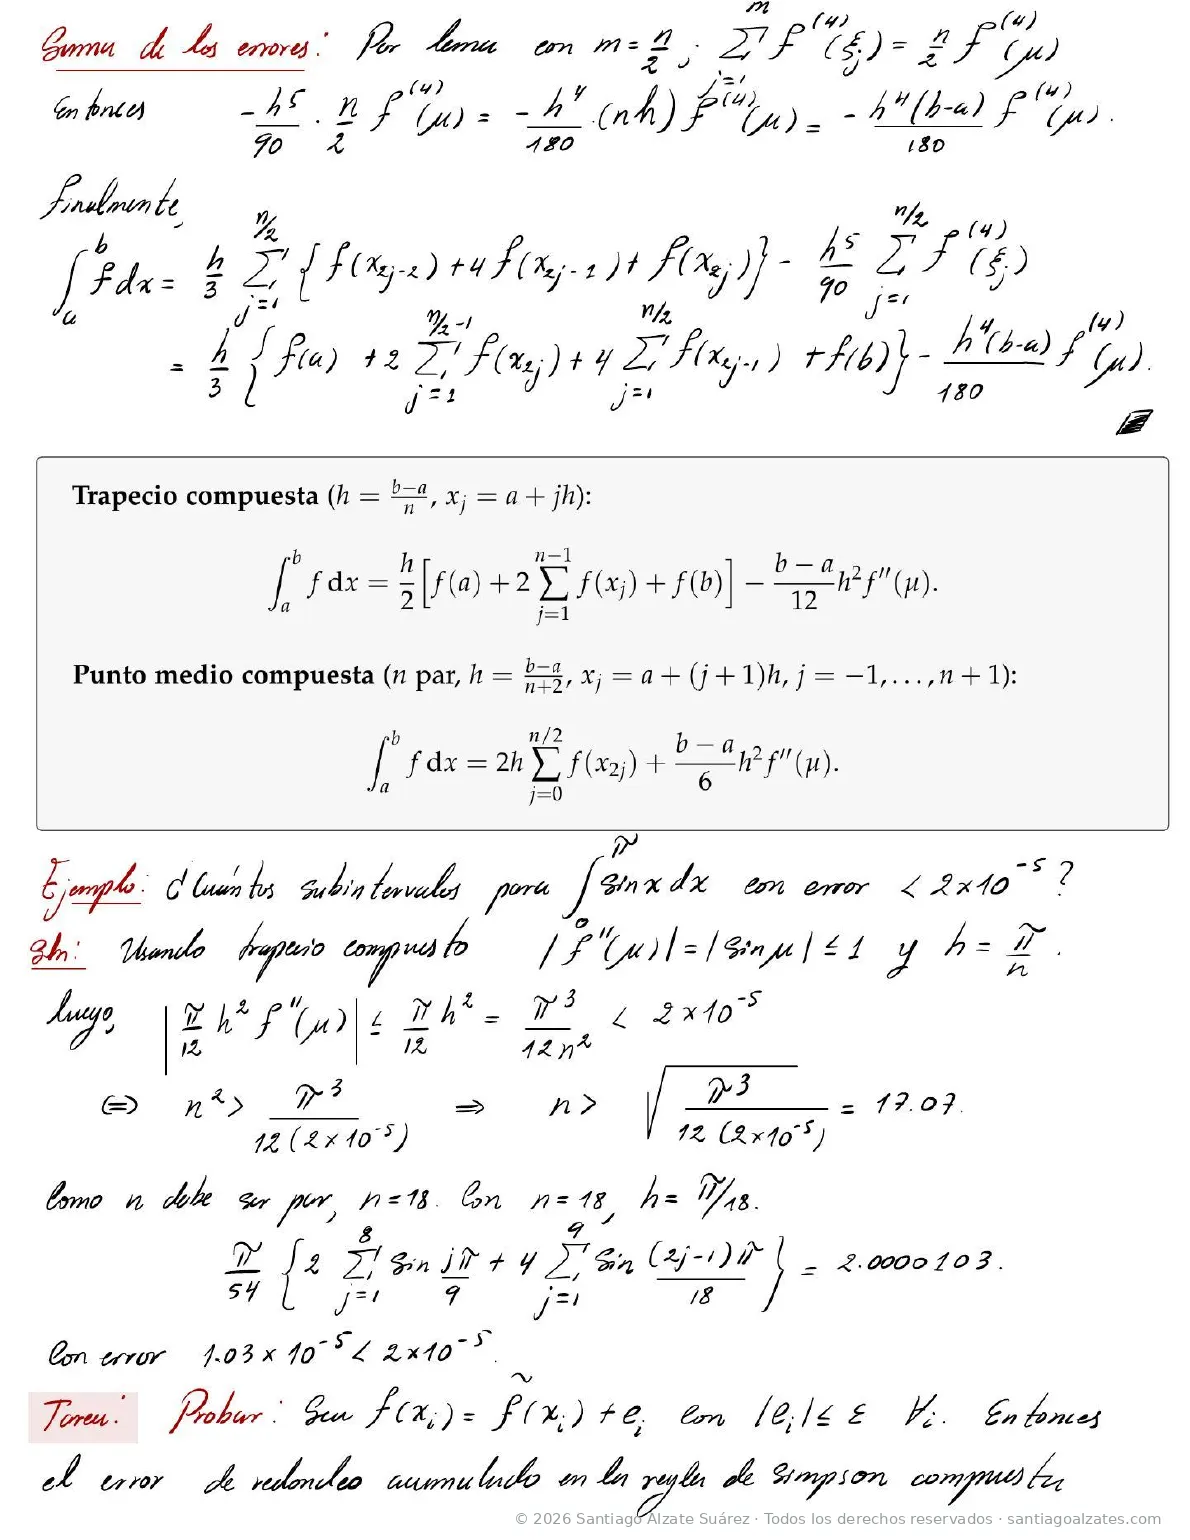 Suma de los errores: Por lema con m = n/2 ; ∑_{j=1}^{m} f^{(4)}(ξ_j) = n/2 f^{(4)}(μ)
Entonces -h^5/90 · n/2 f^{(4)}(μ) = -h^4/180 · (nh) f^{(4)}(μ) = - h^4(b-a)/180 f^{(4)}(μ).
Finalmente,
∫_a^b f dx = h/3 ∑_{j=1}^{n/2} { f(x_{2j-2}) + 4 f(x_{2j-1}) + f(x_{2j}) } - h^5/90 ∑_{j=1}^{n/2} f^{(4)}(ξ_j)
= h/3 { f(a) + 2 ∑_{j=1}^{n/2-1} f(x_{2j}) + 4 ∑_{j=1}^{n/2} f(x_{2j-1}) + f(b) } - h^4(b-a)/180 f^{(4)}(μ).
Trapecio compuesta (h = b−a/n, x_j = a + jh):
∫_a^b f dx = h/2 [ f(a) + 2 ∑_{j=1}^{n−1} f(x_j) + f(b) ] − b − a/12 h^2 f''(μ).
Punto medio compuesta (n par, h = b−a/n+2, x_j = a + (j + 1)h, j = −1, . . . , n + 1):
∫_a^b f dx = 2h ∑_{j=0}^{n/2} f(x_{2j}) + b − a/6 h^2 f''(μ).
Ejemplo: ¿Cuántos subintervalos para ∫_0^π sin x dx con error < 2×10^{-5}?
Sln: Usando trapecio compuesto |f''(μ)| = |sin μ| ≤ 1 y h = π/n.
luego, |π/12 h^2 f''(μ)| ≤ π/12 h^2 = π^3/12n^2 < 2×10^{-5}
⇔ n^2 > π^3/12(2×10^{-5}) ⇒ n > √(π^3/12(2×10^{-5})) = 17.07.
Como n debe ser par, n = 18. Con n = 18, h = π/18.
π/54 { 2 ∑_{j=1}^{8} sin jπ/9 + 4 ∑_{j=1}^{9} sin (2j-1)π/18 } = 2.0000103.
Con error 1.03 × 10^{-5} < 2×10^{-5}.
Tarea: Probar: Sea f(x_i) = f̃(x_i) + e_i con |e_i| ≤ ε ∀i. Entonces
el error de redondeo acumulado en la regla de Simpson compuesta
© 2026 Santiago Alzate Suárez · Todos los derechos reservados · santiagoalzates.com